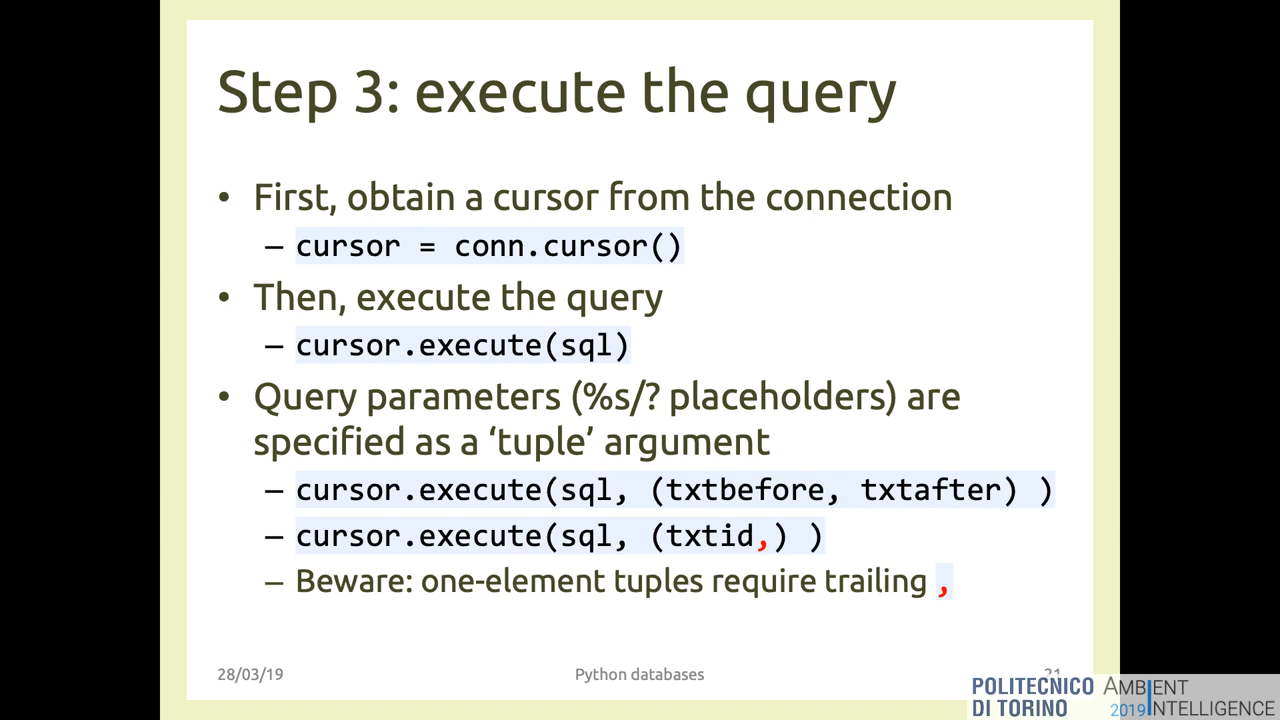 Step 3: execute the query
• First, obtain a cursor from the connection
– cursor = conn.cursor()
• Then, execute the query
– cursor.execute(sql)
• Query parameters (%s/? placeholders) are
specified as a ‘tuple’ argument
– cursor.execute(sql, (txtbefore, txtafter) )
– cursor.execute(sql, (txtid,) )
– Beware: one-element tuples require trailing ,
28/03/19
Python databases
21
POLITECNICO
DI TORINO
AMBIENT
2019 INTELLIGENCE